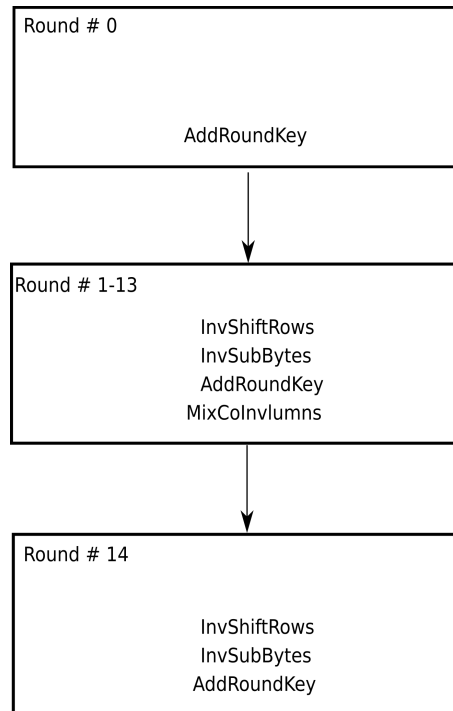 Round # 0
AddRoundKey
Round # 1-13
InvShiftRows
InvSubBytes
AddRoundKey
MixCoInvlumns
Round # 14
InvShiftRows
InvSubBytes
AddRoundKey